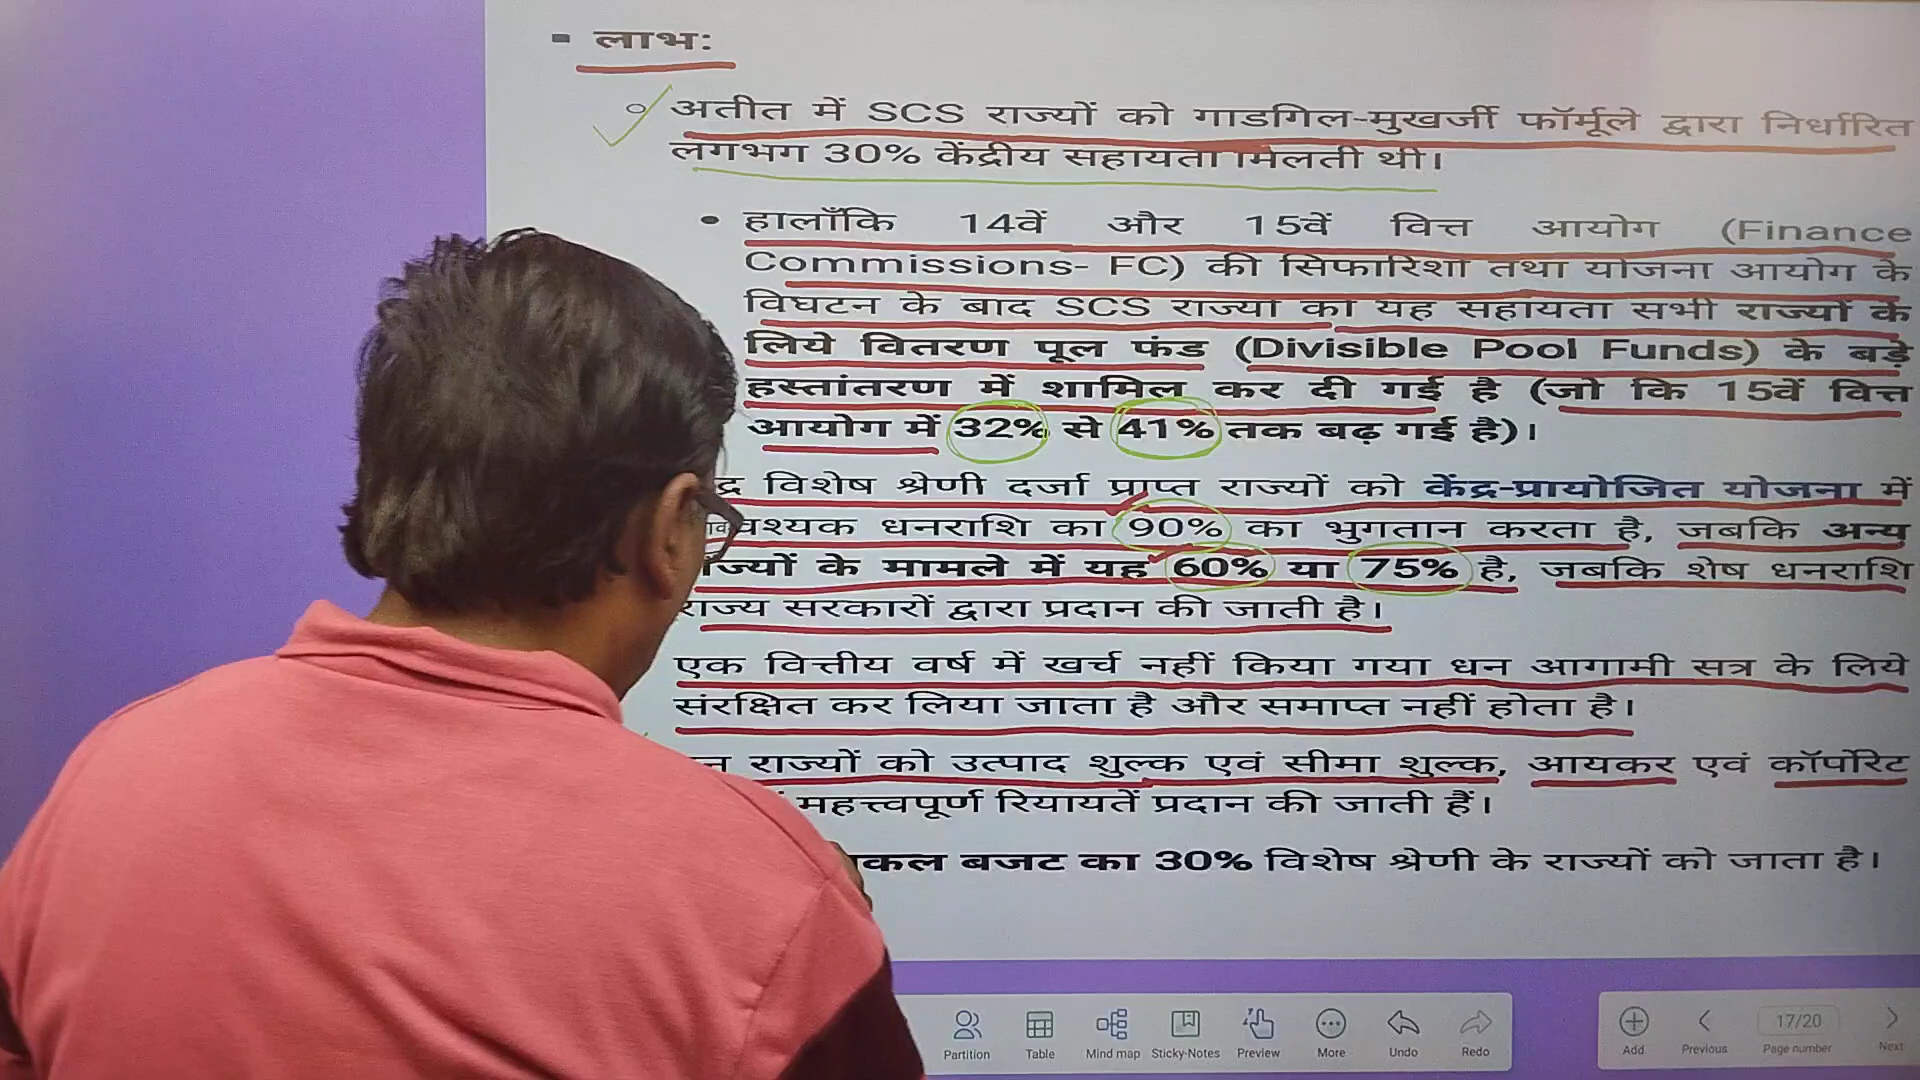 लाभ:
अतीत में SCS राज्यों को गाडगिल-मुखर्जी फॉर्मूले द्वारा निर्धारित
लगभग 30% केंद्रीय सहायता मिलती थी।
हालाँकि 14वें और 15वें वित्त आयोग (Finance
Commissions- FC) की सिफारिशों तथा योजना आयोग के
विघटन के बाद SCS राज्यों को यह सहायता सभी राज्यों के
लिये वितरण पूल फंड (Divisible Pool Funds) के बड़े
हस्तांतरण में शामिल कर दी गई है (जो कि 15वें वित्त
आयोग में 32% से 41% तक बढ़ गई है)।
विशेष श्रेणी दर्जा प्राप्त राज्यों को केंद्र-प्रायोजित योजना में
धनराशि का 90% का भुगतान करता है, जबकि अन्य
के मामले में यह 60% या 75% है, जबकि शेष धनराशि
राज्य सरकारों द्वारा प्रदान की जाती है।
एक वित्तीय वर्ष में खर्च नहीं किया गया धन आगामी सत्र के लिये
संरक्षित कर लिया जाता है और समाप्त नहीं होता है।
राज्यों को उत्पाद शुल्क एवं सीमा शुल्क, आयकर एवं कॉर्पोरेट
महत्त्वपूर्ण रियायतें प्रदान की जाती हैं।
बजट का 30% विशेष श्रेणी के राज्यों को जाता है।
Partition Table Mind map Sticky-Notes Preview More Undo Redo
Add Previous 17/20 Page number Next